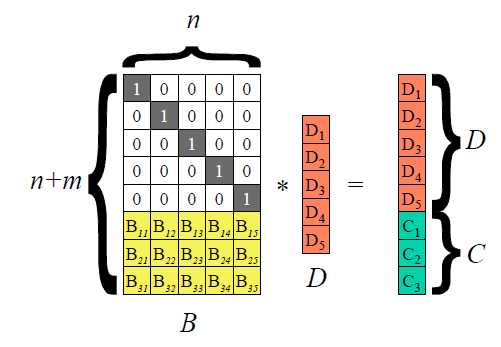 n
1 0 0 0 0 D₁
0 1 0 0 0 D₁ D₂
0 0 1 0 0 D₂ D₃ D
n+m 0 0 0 1 0 * D₃ = D₄
0 0 0 0 1 D₄ D₅
B₁₁ B₁₂ B₁₃ B₁₄ B₁₅ D₅ C₁
B₂₁ B₂₂ B₂₃ B₂₄ B₂₅ C₂ C
B₃₁ B₃₂ B₃₃ B₃₄ B₃₅ D C₃
B